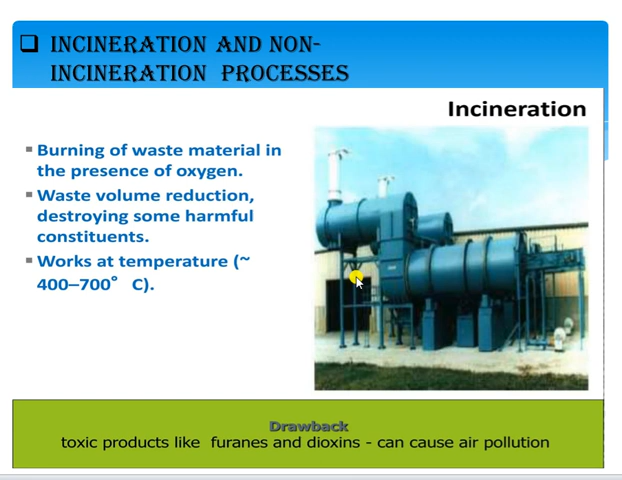 ❑ INCINERATION AND NON-
INCINERATION PROCESSES
Incineration
▪ Burning of waste material in
the presence of oxygen.
▪ Waste volume reduction,
destroying some harmful
constituents.
▪ Works at temperature (~
400–700° C).
Drawback
toxic products like furanes and dioxins - can cause air pollution